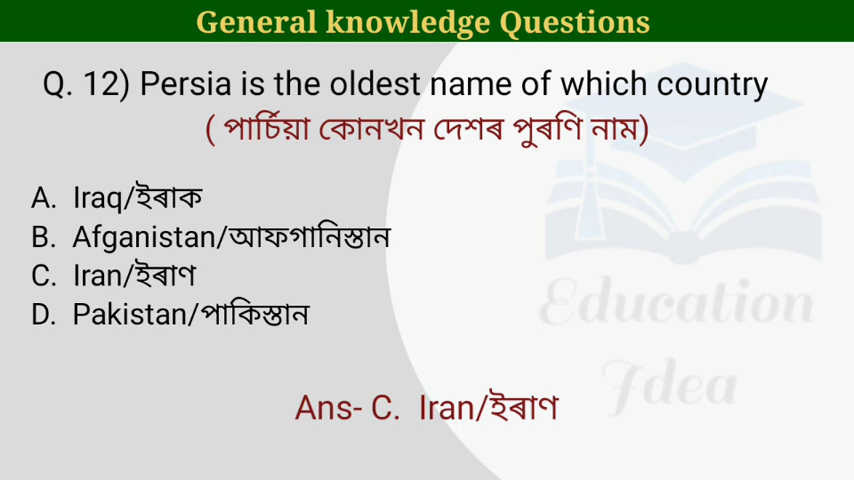 General knowledge Questions
Q. 12) Persia is the oldest name of which country
( পাৰ্চিয়া কোনখন দেশৰ পুৰণি নাম)
A. Iraq/ইৰাক
B. Afganistan/আফগানিস্তান
C. Iran/ইৰাণ
D. Pakistan/পাকিস্তান
Education
Idea
Ans- C. Iran/ইৰাণ